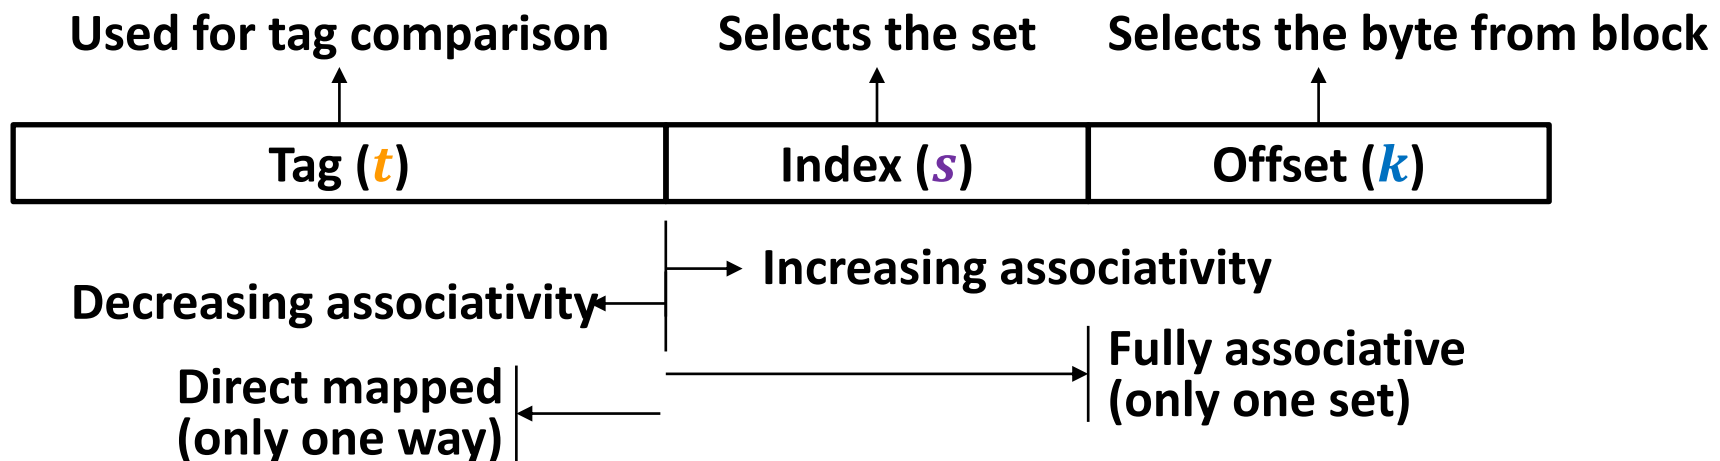 Used for tag comparison
Selects the set
Selects the byte from block
Tag (t)
Index (s)
Offset (k)
Increasing associativity
Decreasing associativity
Fully associative
(only one set)
Direct mapped
(only one way)